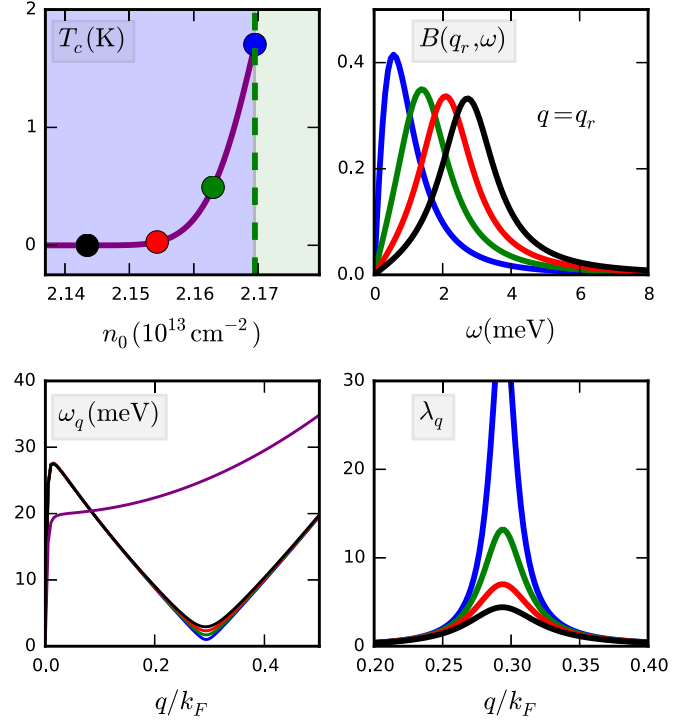 T_c(K)
2
1
0
2.14 2.15 2.16 2.17
n_0(10^{13} cm^{-2})
B(q_r,ω)
q=q_r
0.4
0.2
0.0
0 2 4 6 8
ω(meV)
ω_q(meV)
40
30
20
10
0
0.0 0.2 0.4
q/k_F
λ_q
30
20
10
0
0.20 0.25 0.30 0.35 0.40
q/k_F